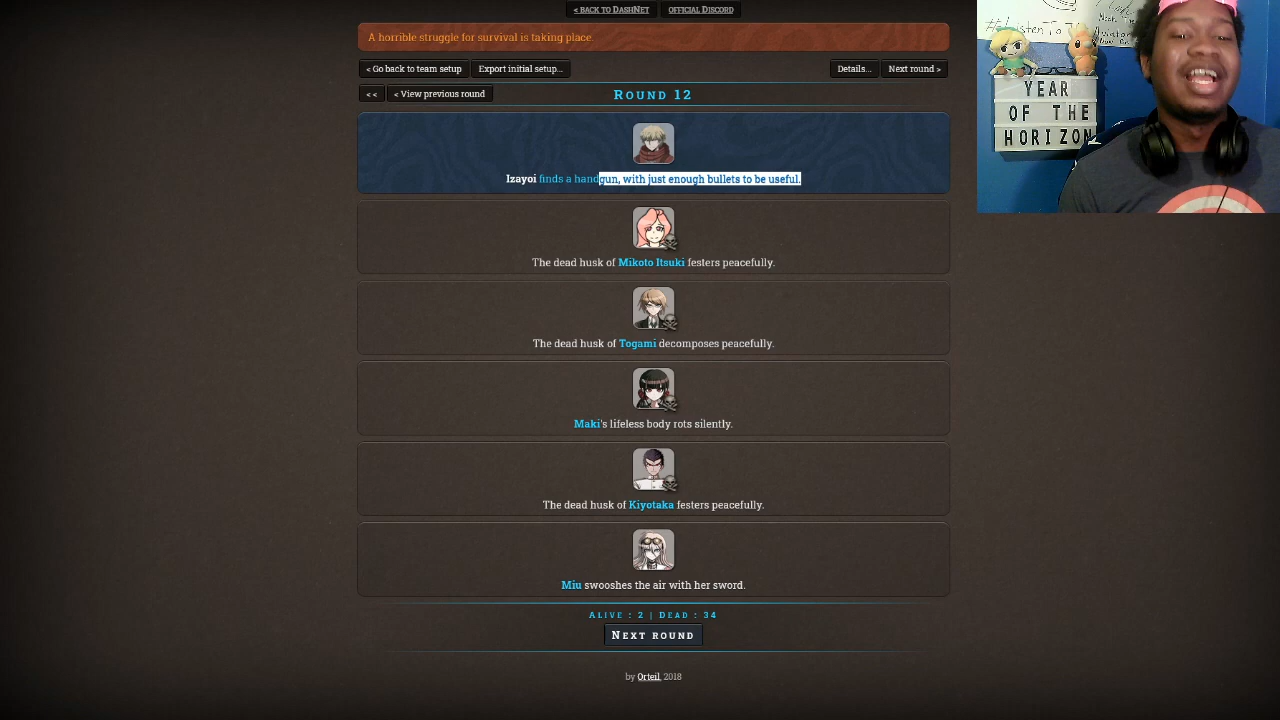 < BACK TO DASHNET
OFFICIAL DISCORD
A horrible struggle for survival is taking place.
< Go back to team setup
Export initial setup...
Details...
Next round >
<<
< View previous round
ROUND 12
Izayoi finds a handgun, with just enough bullets to be useful.
The dead husk of Mikoto Itsuki festers peacefully.
The dead husk of Togami decomposes peacefully.
Maki's lifeless body rots silently.
The dead husk of Kiyotaka festers peacefully.
Miu swooshes the air with her sword.
ALIVE : 2 | DEAD : 34
NEXT ROUND
by Orteil, 2018
YEAR
OF THE
HORIZON